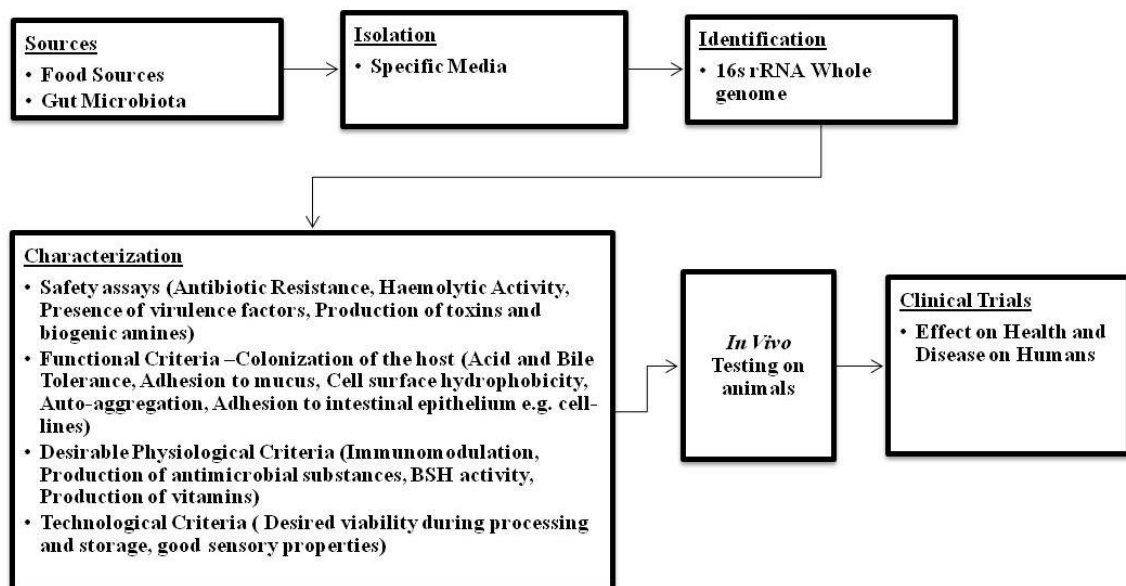 Sources
• Food Sources
• Gut Microbiota
Isolation
• Specific Media
Identification
• 16s rRNA Whole
genome
Characterization
• Safety assays (Antibiotic Resistance, Haemolytic Activity,
Presence of virulence factors, Production of toxins and
biogenic amines)
• Functional Criteria –Colonization of the host (Acid and Bile
Tolerance, Adhesion to mucus, Cell surface hydrophobicity,
Auto-aggregation, Adhesion to intestinal epithelium e.g. cell-
lines)
• Desirable Physiological Criteria (Immunomodulation,
Production of antimicrobial substances, BSH activity,
Production of vitamins)
• Technological Criteria ( Desired viability during processing
and storage, good sensory properties)
In Vivo
Testing on
animals
Clinical Trials
• Effect on Health and
Disease on Humans